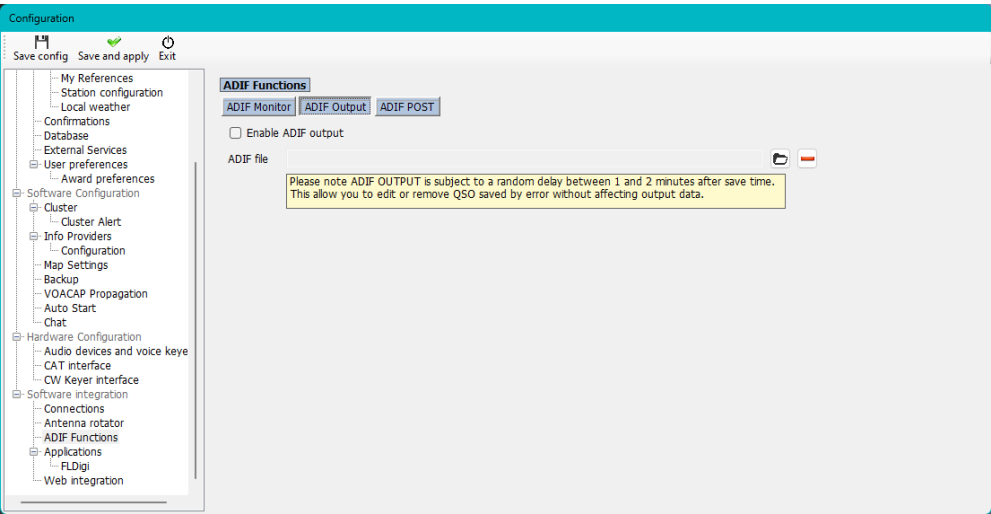 Configuration
Save config Save and apply Exit
My References
Station configuration
Local weather
Confirmations
Database
External Services
User preferences
Award preferences
Software Configuration
Cluster
Cluster Alert
Info Providers
Configuration
Map Settings
Backup
VOACAP Propagation
Auto Start
Chat
Hardware Configuration
Audio devices and voice keye
CAT interface
CW Keyer interface
Software integration
Connections
Antenna rotator
ADIF Functions
Applications
FLDigi
Web integration
ADIF Functions
ADIF Monitor ADIF Output ADIF POST
Enable ADIF output
ADIF file
Please note ADIF OUTPUT is subject to a random delay between 1 and 2 minutes after save time.
This allow you to edit or remove QSO saved by error without affecting output data.